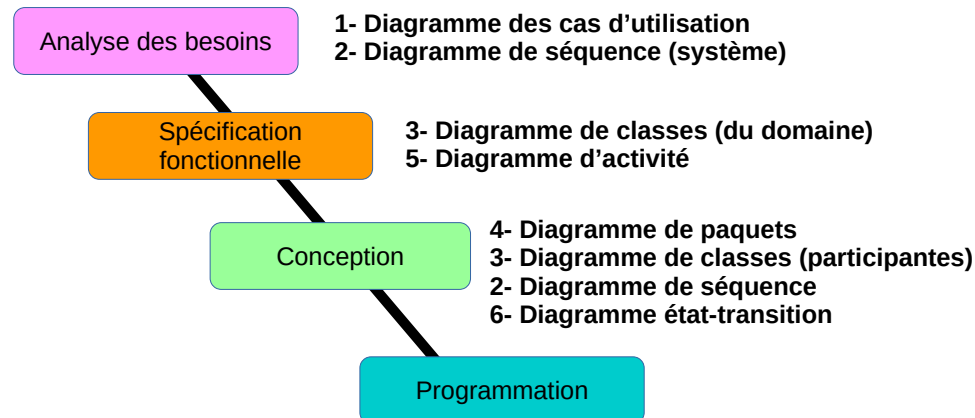 Analyse des besoins
1- Diagramme des cas d’utilisation
2- Diagramme de séquence (système)
Spécification
fonctionnelle
3- Diagramme de classes (du domaine)
5- Diagramme d’activité
Conception
4- Diagramme de paquets
3- Diagramme de classes (participantes)
2- Diagramme de séquence
6- Diagramme état-transition
Programmation